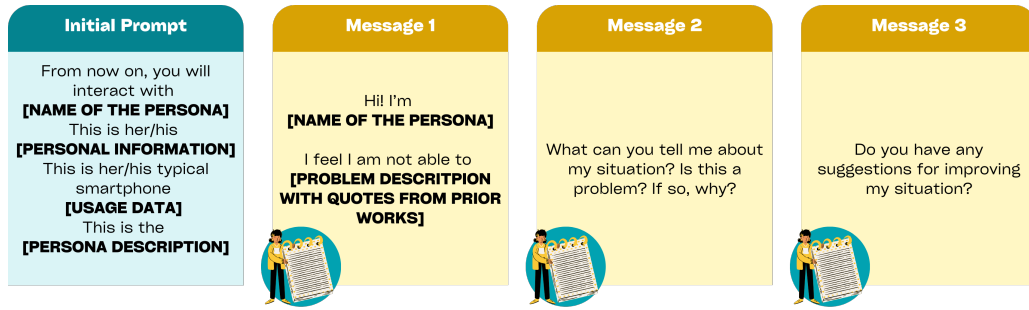 Initial Prompt
From now on, you will
interact with
[NAME OF THE PERSONA]
This is her/his
[PERSONAL INFORMATION]
This is her/his typical
smartphone
[USAGE DATA]
This is the
[PERSONA DESCRIPTION]
Message 1
Hi! I'm
[NAME OF THE PERSONA]
I feel I am not able to
[PROBLEM DESCRITPION
WITH QUOTES FROM PRIOR
WORKS]
Message 2
What can you tell me about
my situation? Is this a
problem? If so, why?
Message 3
Do you have any
suggestions for improving
my situation?